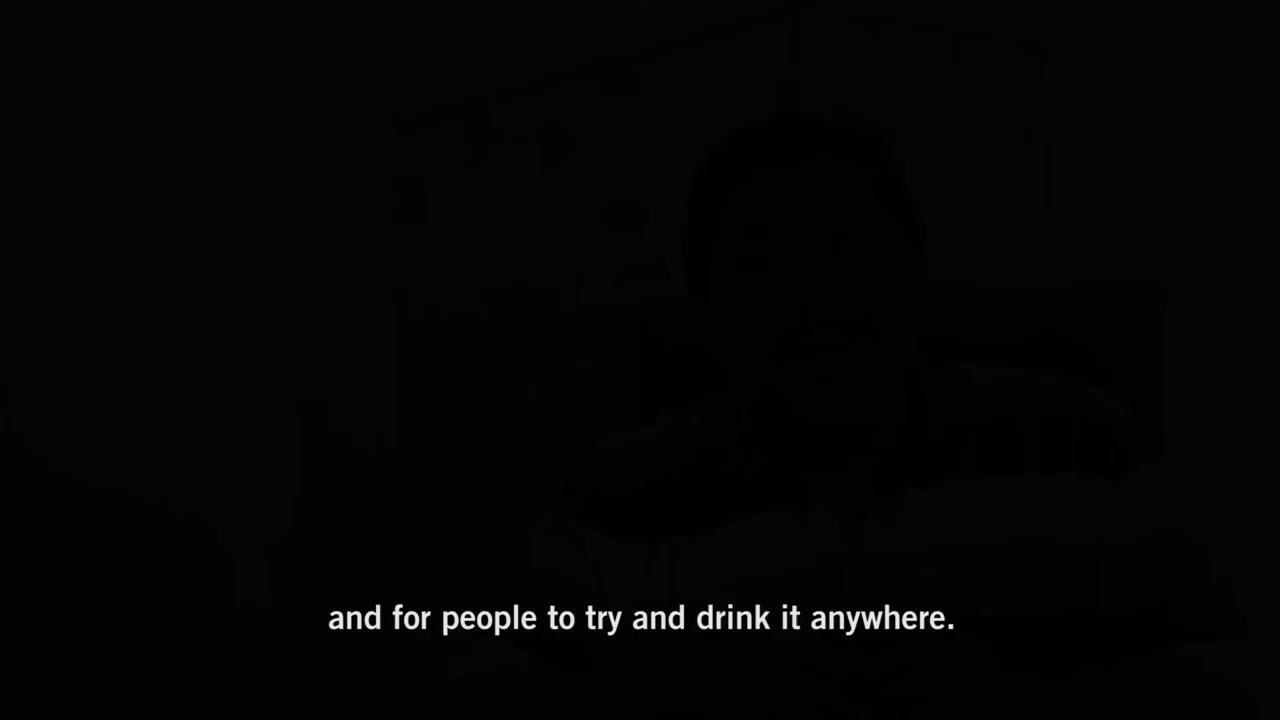 and for people to try and drink it anywhere.